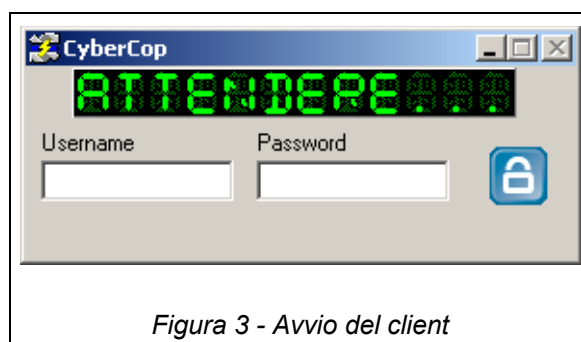 CyberCop
ATTENDERE...
Username Password
Figura 3 - Avvio del client